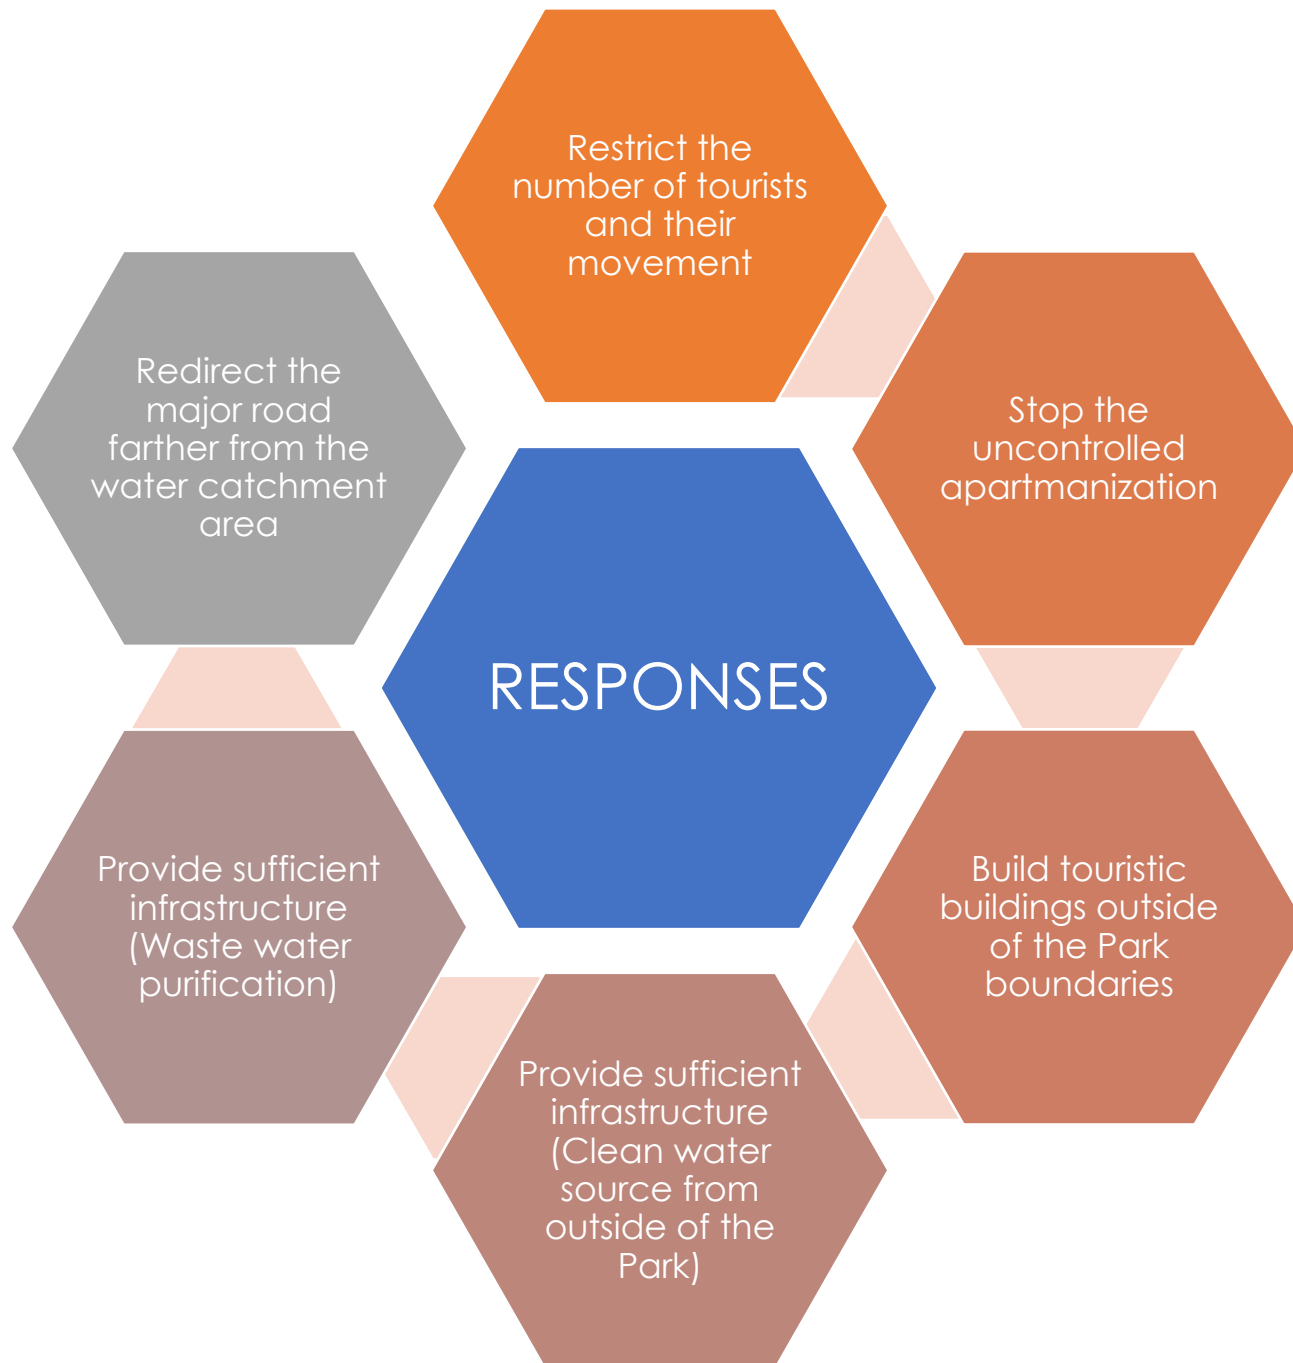 Restrict the
number of tourists
and their
movement
Stop the
uncontrolled
apartmanization
Build touristic
buildings outside
of the Park
boundaries
Provide sufficient
infrastructure
(Clean water
source from
outside of the
Park)
Provide sufficient
infrastructure
(Waste water
purification)
Redirect the
major road
farther from the
water catchment
area
RESPONSES